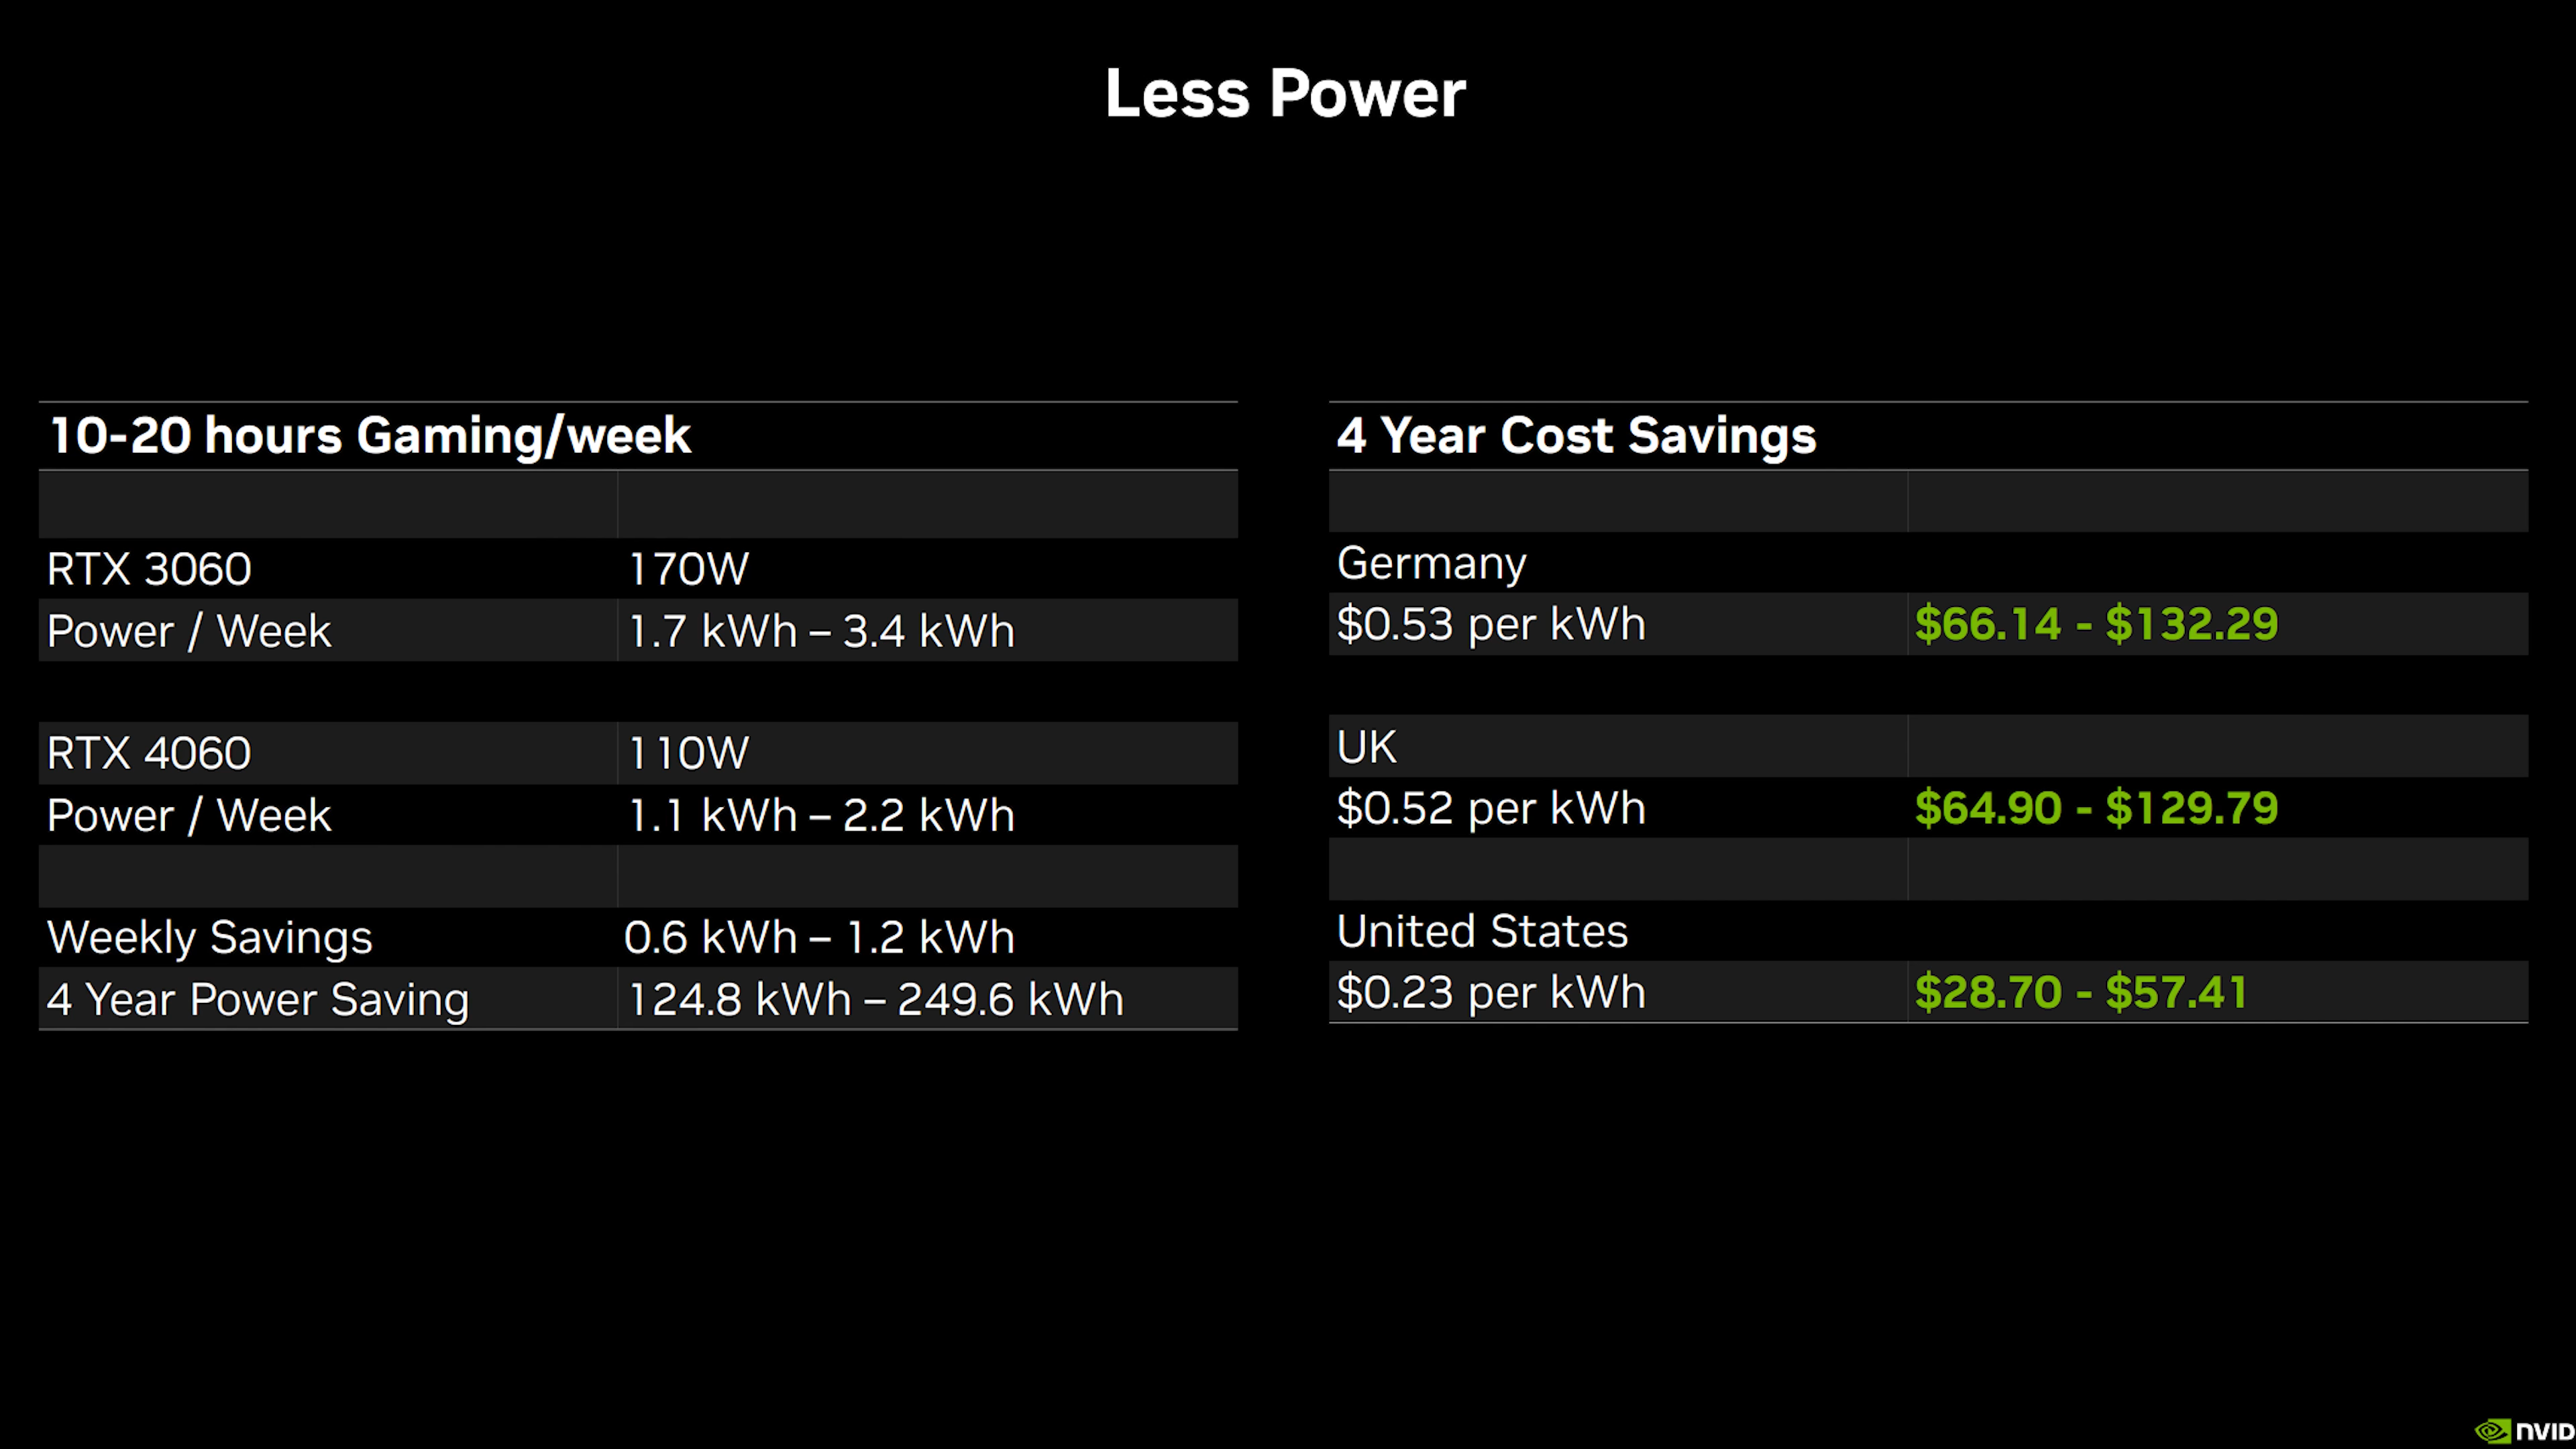 Less Power
10-20 hours Gaming/week
RTX 3060 170W
Power / Week 1.7 kWh – 3.4 kWh
RTX 4060 110W
Power / Week 1.1 kWh – 2.2 kWh
Weekly Savings 0.6 kWh – 1.2 kWh
4 Year Power Saving 124.8 kWh – 249.6 kWh
4 Year Cost Savings
Germany
$0.53 per kWh $66.14 - $132.29
UK
$0.52 per kWh $64.90 - $129.79
United States
$0.23 per kWh $28.70 - $57.41
NVID